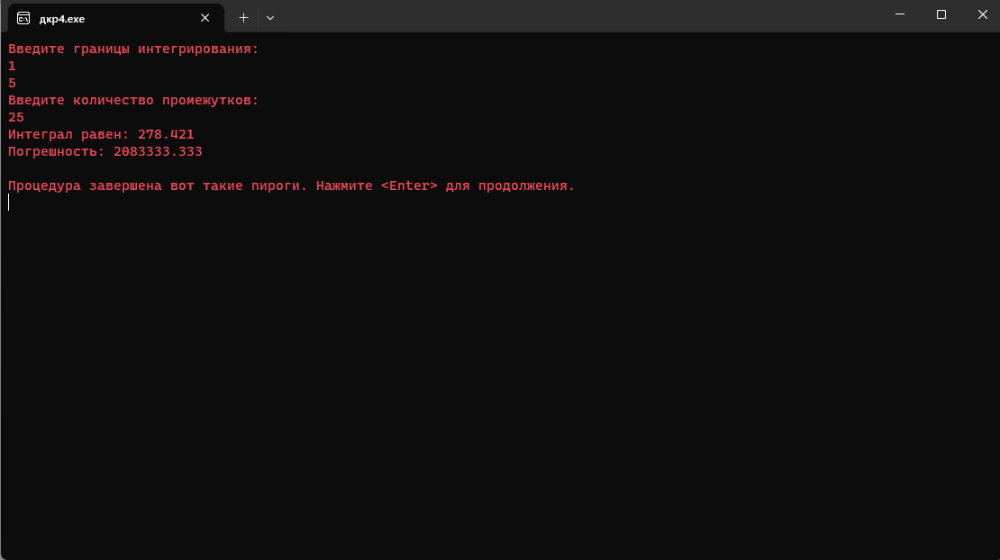 дкр4.exe
Введите границы интегрирования:
1
5
Введите количество промежутков:
25
Интеграл равен: 278.421
Погрешность: 2083333.333
Процедура завершена вот такие пироги. Нажмите <Enter> для продолжения.